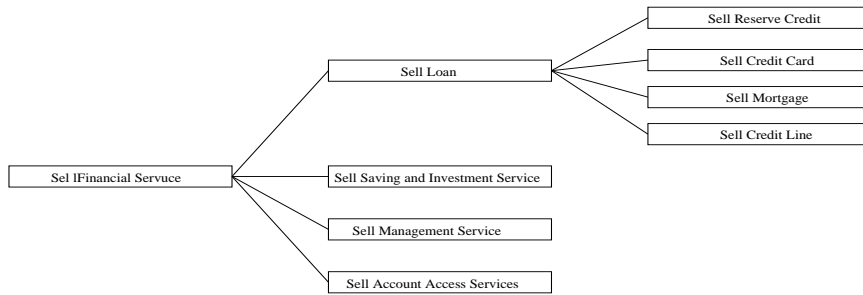 Sell Reserve Credit
Sell Loan
Sell Credit Card
Sell Mortgage
Sell Credit Line
Sel lFinancial Servuce
Sell Saving and Investment Service
Sell Management Service
Sell Account Access Services